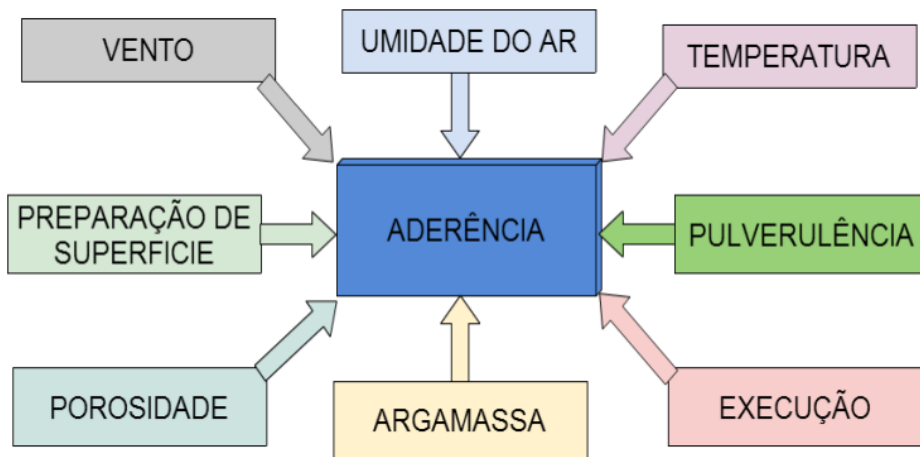 VENTO
UMIDADE DO AR
TEMPERATURA
PREPARAÇÃO DE
SUPERFICIE
ADERÊNCIA
PULVERULÊNCIA
POROSIDADE
ARGAMASSA
EXECUÇÃO